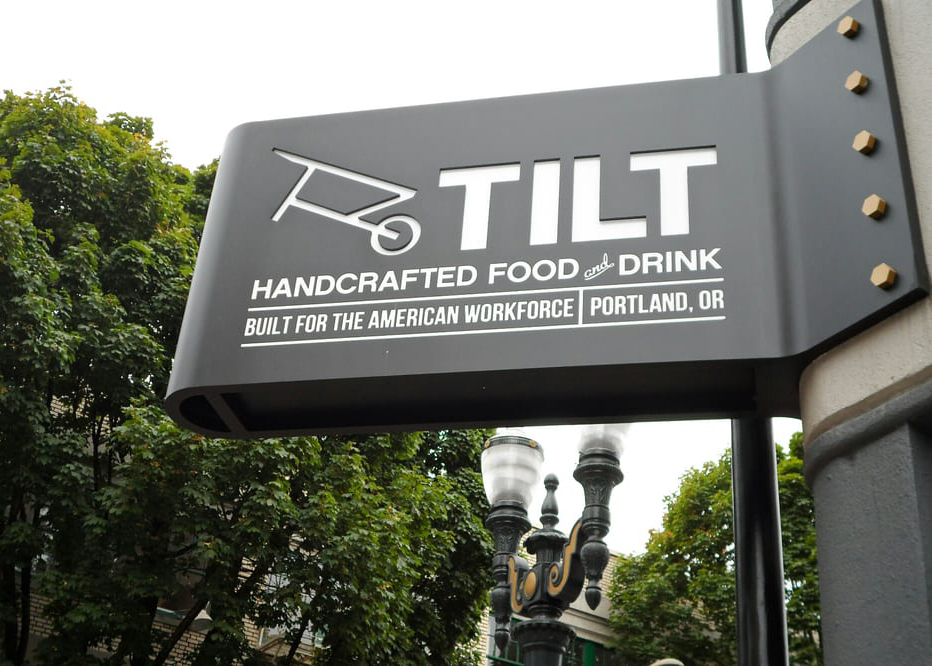 TILT
HANDCRAFTED FOOD and DRINK
BUILT FOR THE AMERICAN WORKFORCE | PORTLAND, OR